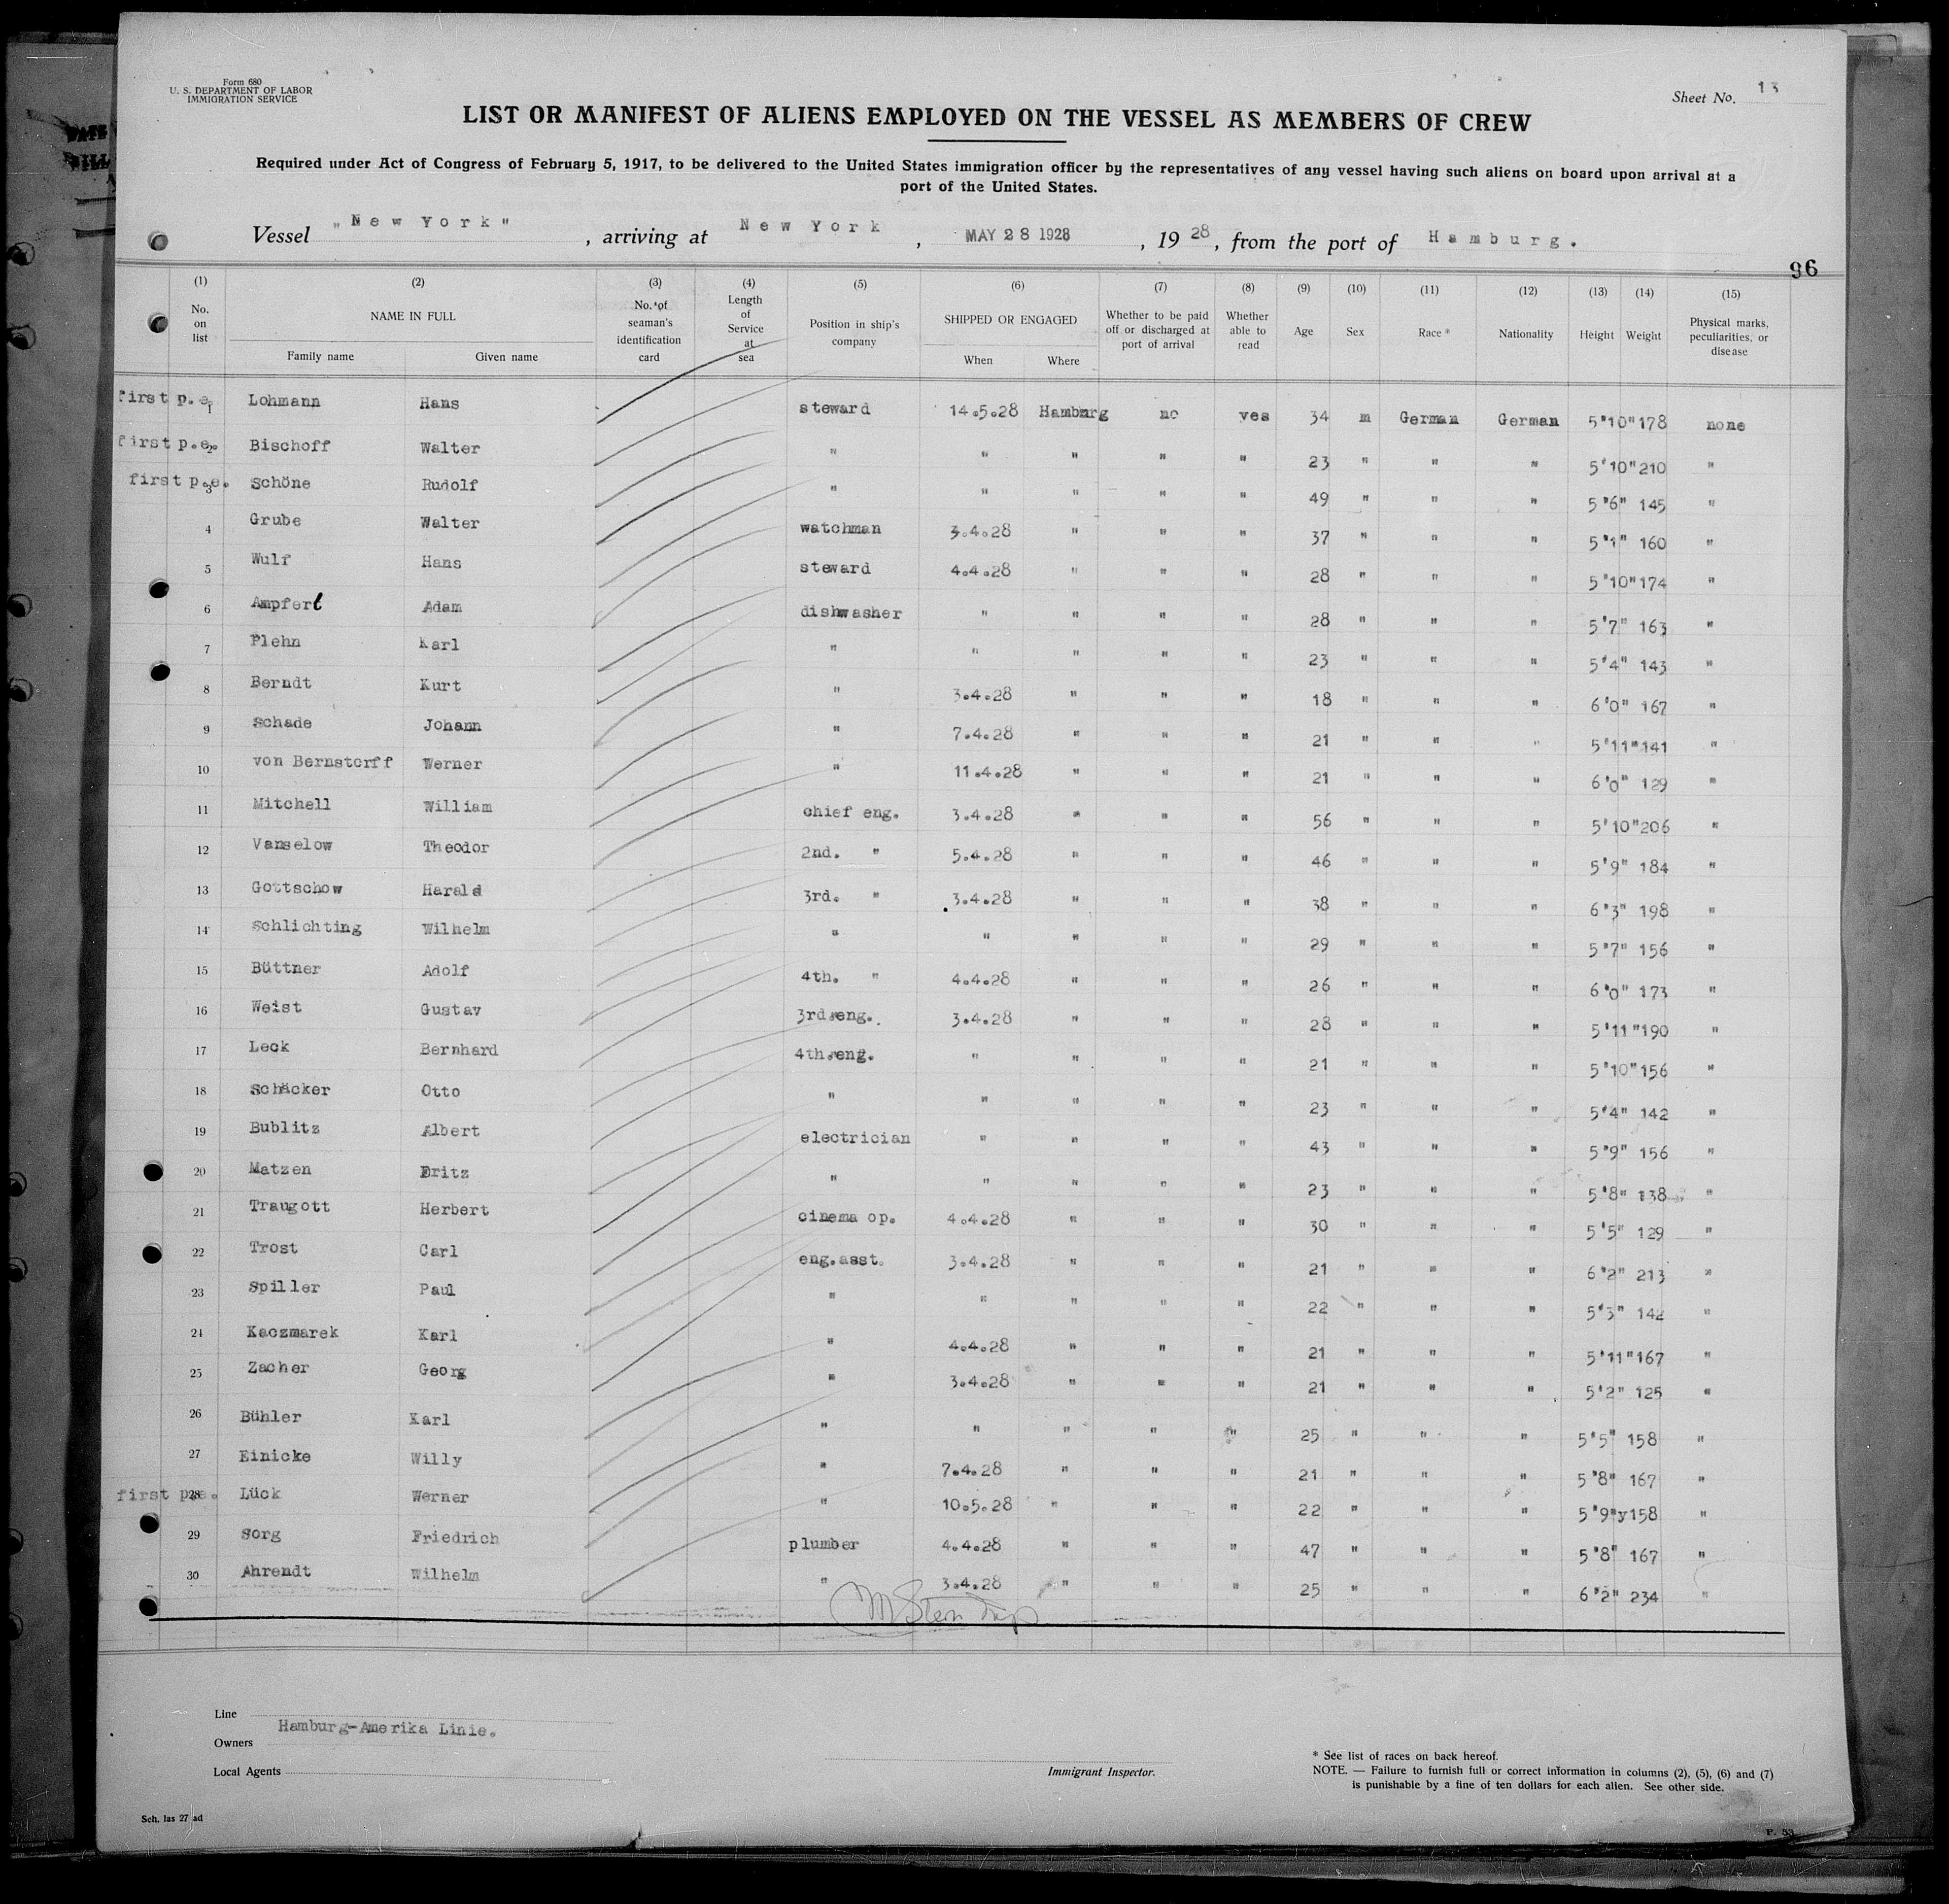 Form 680
U. S. DEPARTMENT OF LABOR
IMMIGRATION SERVICE
Sheet No. 13
LIST OR MANIFEST OF ALIENS EMPLOYED ON THE VESSEL AS MEMBERS OF CREW
Required under Act of Congress of February 5, 1917, to be delivered to the United States immigration officer by the representatives of any vessel having such aliens on board upon arrival at a
port of the United States.
Vessel „New York", arriving at New York, MAY 28 1928, 19 28, from the port of Hamburg.
96
(1) (2) (3) (4) (5) (6) (7) (8) (9) (10) (11) (12) (13) (14) (15)
No. on list NAME IN FULL Family name Given name No. of seaman's identification card Length of Service at sea Position in ship's company SHIPPED OR ENGAGED When Where Whether to be paid off or discharged at port of arrival Whether able to read Age Sex Race * Nationality Height Weight Physical marks, peculiarities, or disease
first p.e. 1 Lohmann Hans steward 14.5.28 Hamburg no yes 34 m German German 5'10" 178 none
first p.e. 2 Bischoff Walter " " " " " 23 " " " 5'10" 210 "
first p.e. 3 Schöne Rudolf " " " " " 49 " " " 5'6" 145 "
4 Grube Walter watchman 3.4.28 " " " 37 " " " 5'1" 160 "
5 Wulf Hans steward 4.4.28 " " " 28 " " " 5'10" 174 "
6 Ampferl Adam dishwasher " " " " 28 " " " 5'7" 163 "
7 Plehn Karl " " " " " 23 " " " 5'4" 143 "
8 Berndt Kurt " 3.4.28 " " " 18 " " " 6'0" 167 "
9 Schade Johann " 7.4.28 " " " 21 " " " 5'11" 141 "
10 von Bernstorff Werner " 11.4.28 " " " 21 " " " 6'0" 129 "
11 Mitchell William chief eng. 3.4.28 " " " 56 " " " 5'10" 206 "
12 Vanselow Theodor 2nd. " 5.4.28 " " " 46 " " " 5'9" 184 "
13 Gottschow Harald 3rd. " 3.4.28 " " " 38 " " " 6'3" 198 "
14 Schlichting Wilhelm " " " " " 29 " " " 5'7" 156 "
15 Büttner Adolf 4th. " 4.4.28 " " " 26 " " " 6'0" 173 "
16 Weist Gustav 3rd.eng. 3.4.28 " " " 28 " " " 5'11" 190 "
17 Leck Bernhard 4th.eng. " " " " 21 " " " 5'10" 156 "
18 Schäcker Otto " " " " " 23 " " " 5'4" 142 "
19 Bublitz Albert electrician " " " " 43 " " " 5'9" 156 "
20 Matzen Fritz " " " " " 23 " " " 5'8" 138 "
21 Traugott Herbert cinema op. 4.4.28 " " " 30 " " " 5'5" 129 "
22 Trost Carl eng.asst. 3.4.28 " " " 21 " " " 6'2" 213 "
23 Spiller Paul " " " " " 22 " " " 5'3" 142 "
24 Kaczmarek Karl " 4.4.28 " " " 21 " " " 5'11" 167 "
25 Zacher Georg " 3.4.28 " " " 21 " " " 5'2" 125 "
26 Bühler Karl " " " " " 25 " " " 5'5" 158 "
27 Einicke Willy " 7.4.28 " " " 21 " " " 5'8" 167 "
first p.e. 28 Lück Werner " 10.5.28 " " " 22 " " " 5'9"y158 "
29 Sorg Friedrich plumber 4.4.28 " " " 47 " " " 5'8" 167 "
30 Ahrendt Wilhelm " 3.4.28 " " " 25 " " " 6'2" 234 "
Line
Hamburg-Amerika Linie.
Owners
Local Agents
Immigrant Inspector.
* See list of races on back hereof.
NOTE. — Failure to furnish full or correct information in columns (2), (5), (6) and (7)
is punishable by a fine of ten dollars for each alien. See other side.
Sch. las 27 ad
F. 53